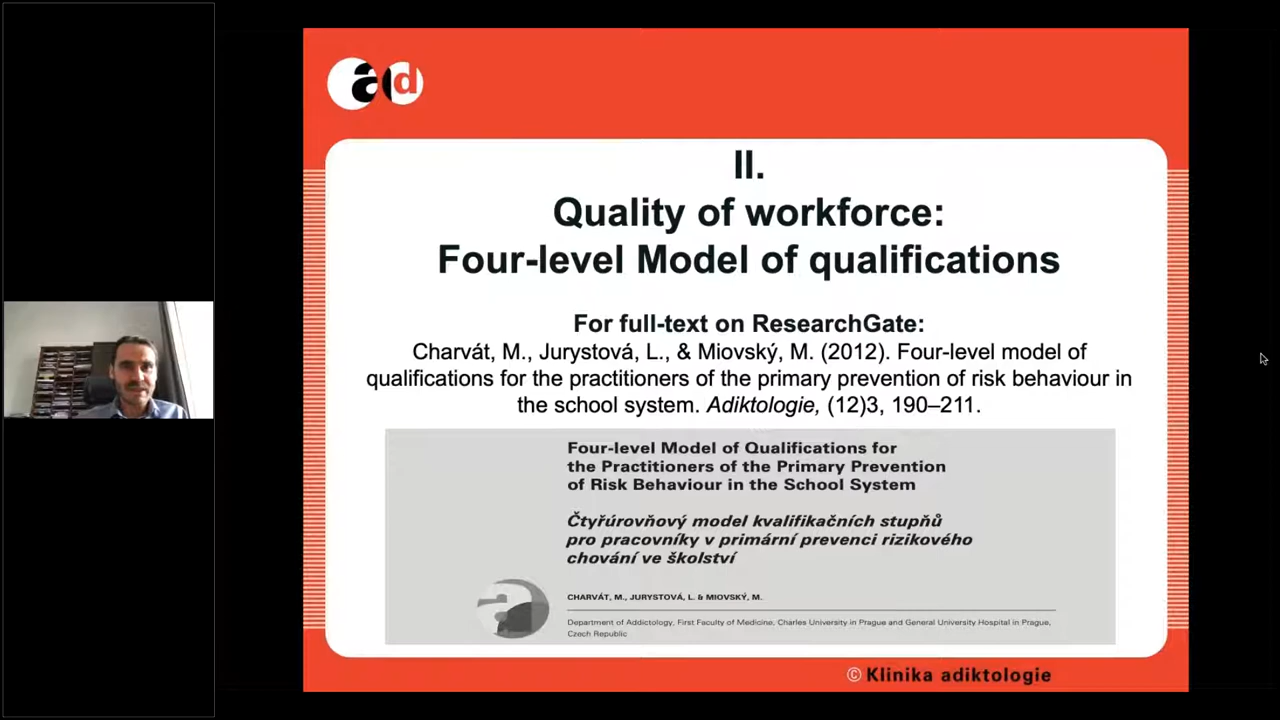 ad
II.
Quality of workforce:
Four-level Model of qualifications
For full-text on ResearchGate:
Charvát, M., Jurystová, L., & Miovský, M. (2012). Four-level model of
qualifications for the practitioners of the primary prevention of risk behaviour in
the school system. Adiktologie, (12)3, 190–211.
Four-level Model of Qualifications for
the Practitioners of the Primary Prevention
of Risk Behaviour in the School System
Čtyřúrovňový model kvalifikačních stupňů
pro pracovníky v primární prevenci rizikového
chování ve školství
a
CHARVÁT, M., JURYSTOVÁ, L. & MIOVSKÝ, M.
Department of Addictology, First Faculty of Medicine, Charles University in Prague and General University Hospital in Prague,
Czech Republic
© Klinika adiktologie